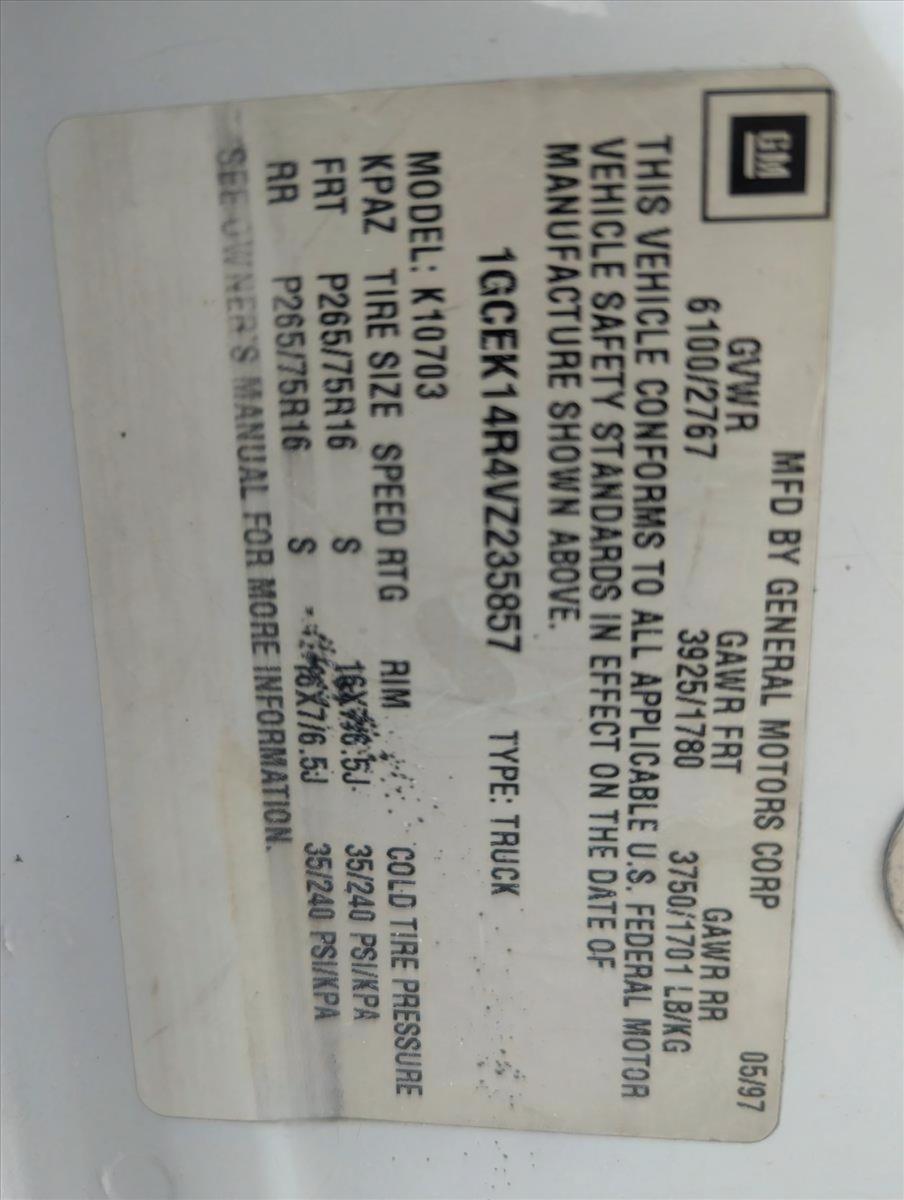 GM
MFD BY GENERAL MOTORS CORP 05/97
GVWR GAWR FRT GAWR RR
6100/2767 3925/1780 3750/1701 LB/KG
THIS VEHICLE CONFORMS TO ALL APPLICABLE U.S. FEDERAL MOTOR
VEHICLE SAFETY STANDARDS IN EFFECT ON THE DATE OF
MANUFACTURE SHOWN ABOVE.
1GCEK14R4VZ235857 TYPE: TRUCK
MODEL: K10703
KPAZ TIRE SIZE SPEED RTG RIM COLD TIRE PRESSURE
FRT P265/75R16 S 16X7/6.5J 35/240 PSI/KPA
RR P265/75R16 S 16X7/6.5J 35/240 PSI/KPA
SEE OWNER'S MANUAL FOR MORE INFORMATION.